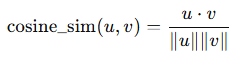 cosine_sim(u, v) = u · v / ‖u‖‖v‖